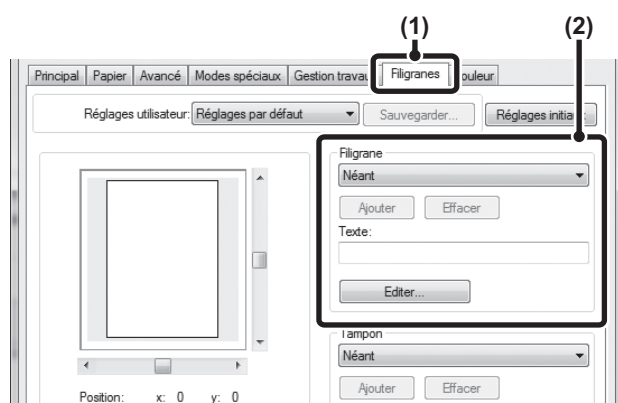 (1) (2)
Principal Papier Avancé Modes spéciaux Gestion travau Filigranes ouleur
Réglages utilisateur: Réglages par défaut Sauvegarder... Réglages initiau
Filigrane
Néant
Ajouter Effacer
Texte:
Editer...
Tampon
Néant
Ajouter Effacer
Position: x: 0 y: 0